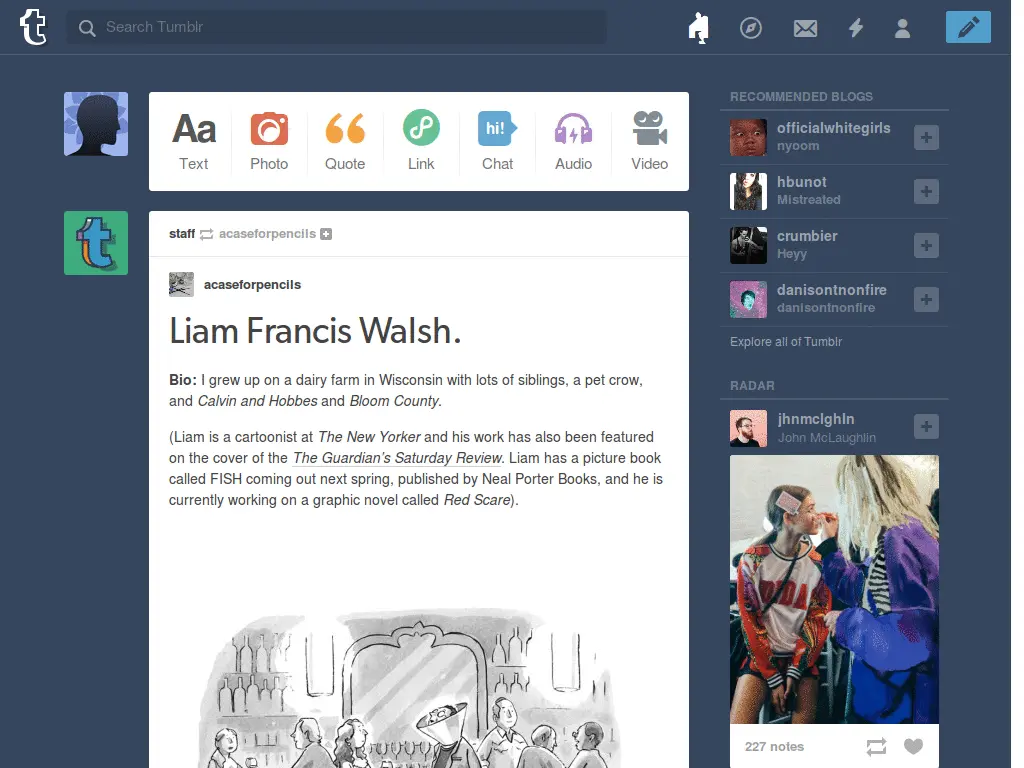 Search Tumblr
Aa
Text
Photo
Quote
Link
hi!
Chat
Audio
Video
staff acaseforpencils
acaseforpencils
Liam Francis Walsh.
Bio: I grew up on a dairy farm in Wisconsin with lots of siblings, a pet crow,
and Calvin and Hobbes and Bloom County.
(Liam is a cartoonist at The New Yorker and his work has also been featured
on the cover of the The Guardian's Saturday Review. Liam has a picture book
called FISH coming out next spring, published by Neal Porter Books, and he is
currently working on a graphic novel called Red Scare).
RECOMMENDED BLOGS
officialwhitegirls
nyoom
hbunot
Mistreated
crumbier
Heyy
danisontnonfire
danisontnonfire
Explore all of Tumblr
RADAR
jhnmclghln
John McLaughlin
227 notes